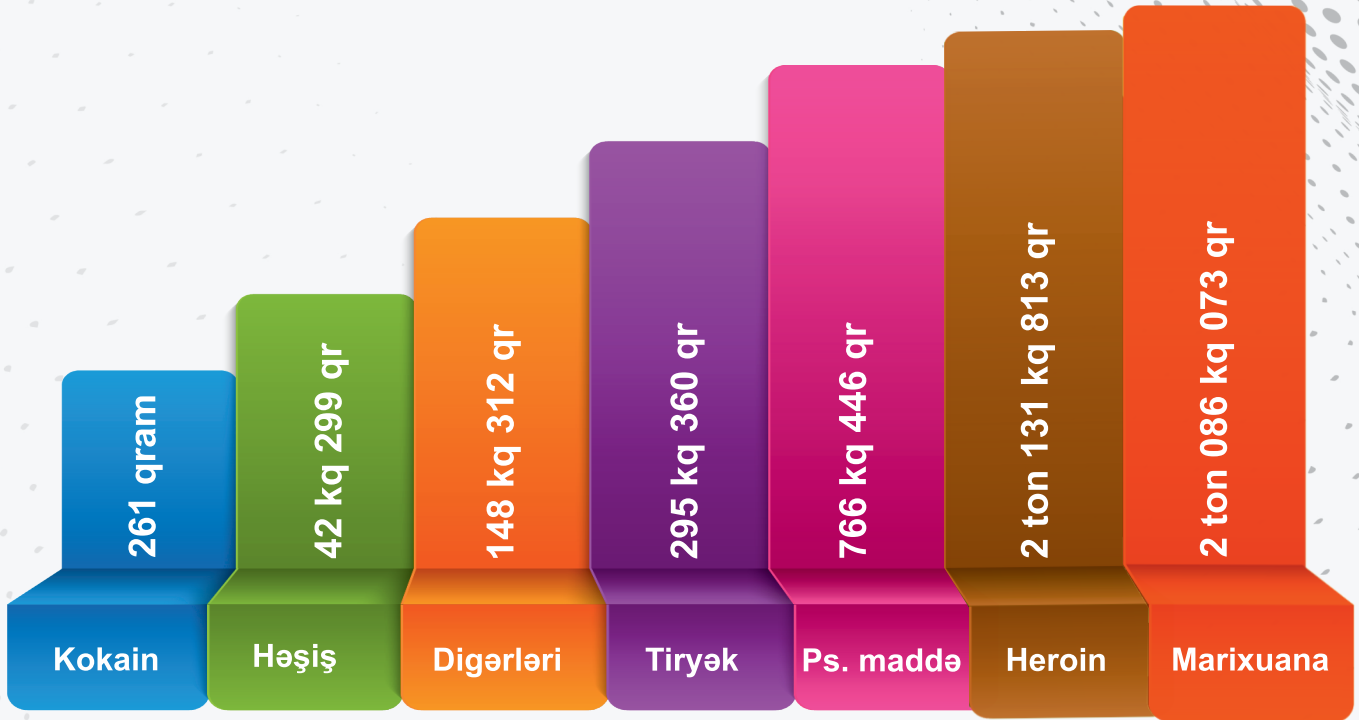 261 qram
42 kq 299 qr
148 kq 312 qr
295 kq 360 qr
766 kq 446 qr
2 ton 131 kq 813 qr
2 ton 086 kq 073 qr
Kokain
Həşiş
Digərləri
Tiryək
Ps. maddə
Heroin
Marixuana